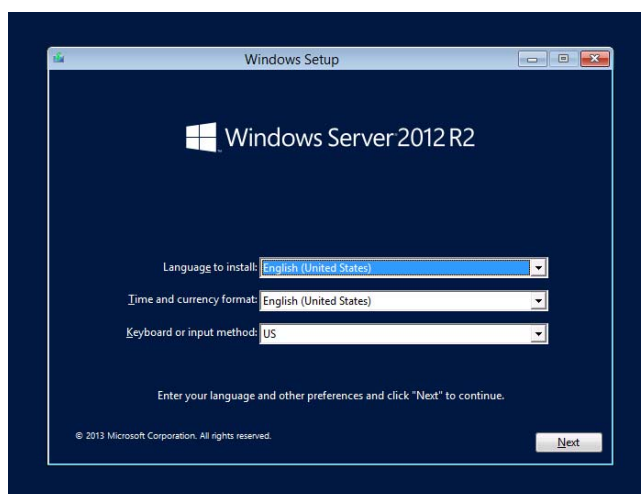 Windows Setup
Windows Server 2012 R2
Language to install: English (United States)
Time and currency format: English (United States)
Keyboard or input method: US
Enter your language and other preferences and click "Next" to continue.
© 2013 Microsoft Corporation. All rights reserved.
Next